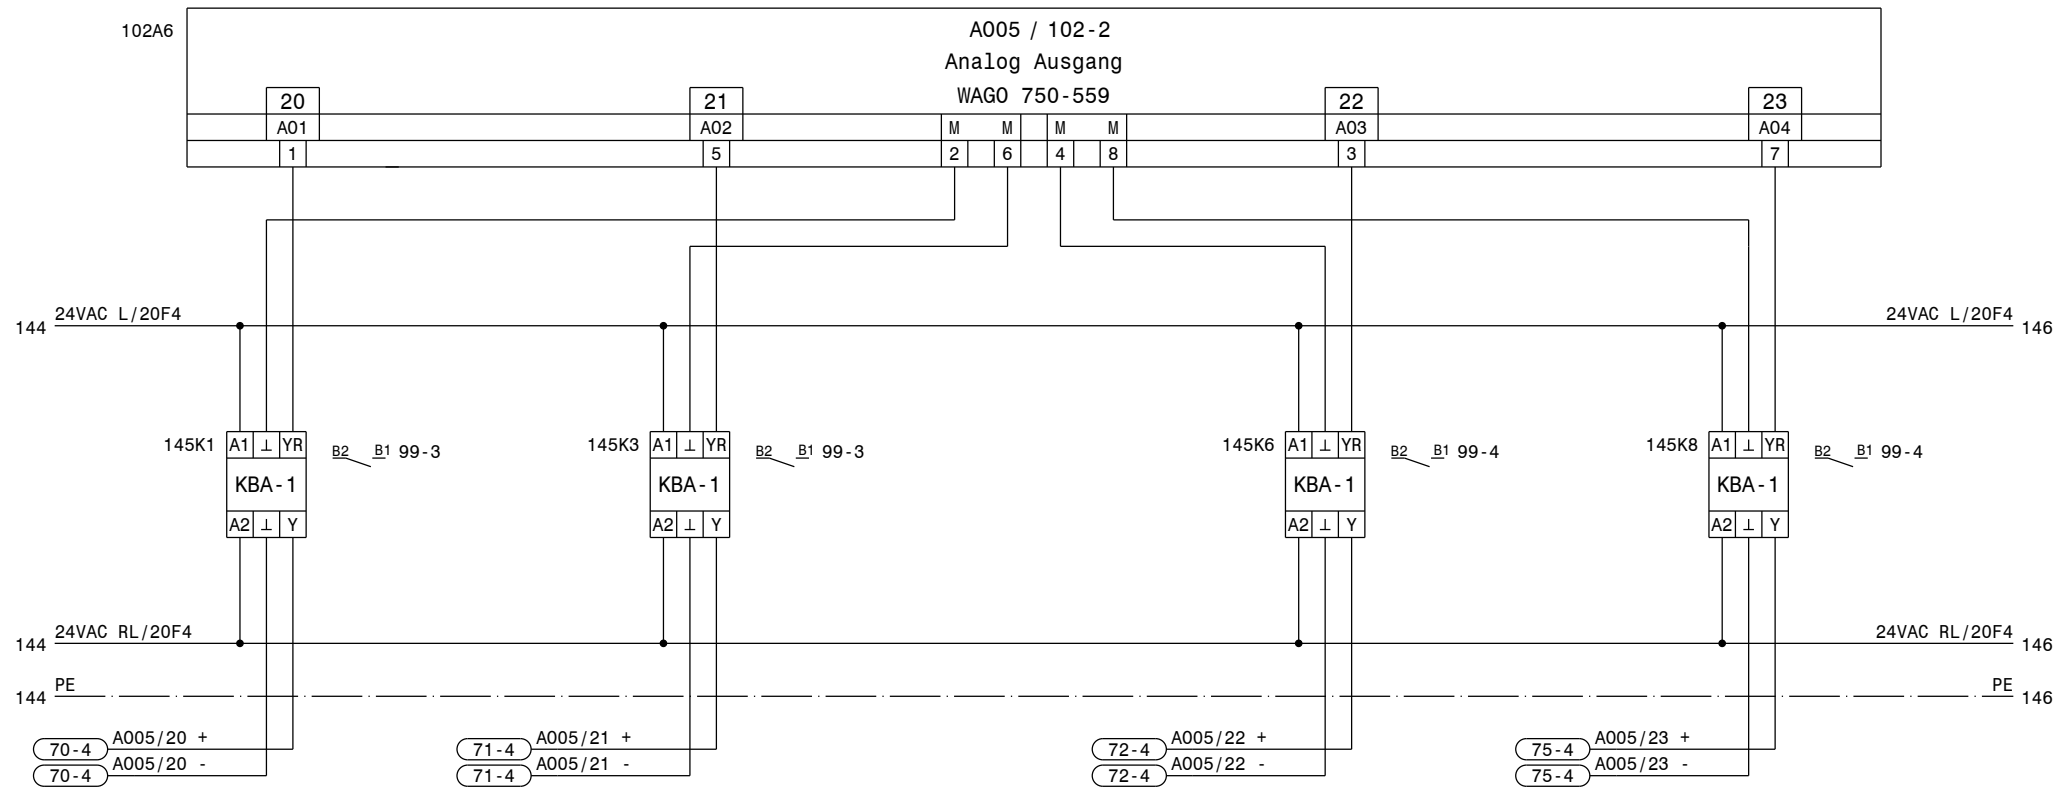 102A6
A005 / 102-2
Analog Ausgang
WAGO 750-559
20 21 22 23
A01 A02 M M M M A03 A04
1 5 2 6 4 8 3 7
24VAC L/20F4 24VAC L/20F4
144 146
145K1 A1 ⊥ YR B2 B1 99-3 145K3 A1 ⊥ YR B2 B1 99-3 145K6 A1 ⊥ YR B2 B1 99-4 145K8 A1 ⊥ YR B2 B1 99-4
KBA-1 KBA-1 KBA-1 KBA-1
A2 ⊥ Y A2 ⊥ Y A2 ⊥ Y A2 ⊥ Y
24VAC RL/20F4 24VAC RL/20F4
144 146
PE PE
144 146
70-4 A005/20 + 71-4 A005/21 + 72-4 A005/22 + 75-4 A005/23 +
70-4 A005/20 - 71-4 A005/21 - 72-4 A005/22 - 75-4 A005/23 -